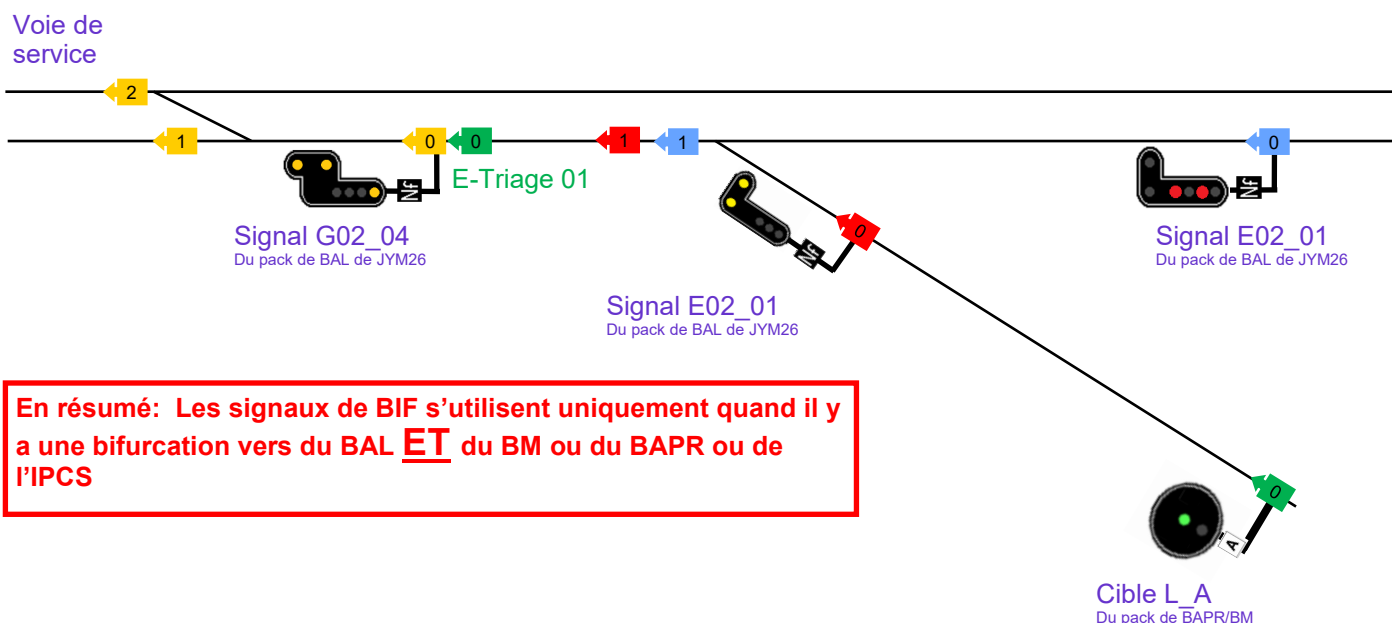 Voie de
service
2
1
0
0
1
1
0
E-Triage 01
Nf
Nf
Signal G02_04
Du pack de BAL de JYM26
0
Nf
Signal E02_01
Du pack de BAL de JYM26
Signal E02_01
Du pack de BAL de JYM26
En résumé: Les signaux de BIF s’utilisent uniquement quand il y
a une bifurcation vers du BAL ET du BM ou du BAPR ou de
l’IPCS
0
A
Cible L_A
Du pack de BAPR/BM